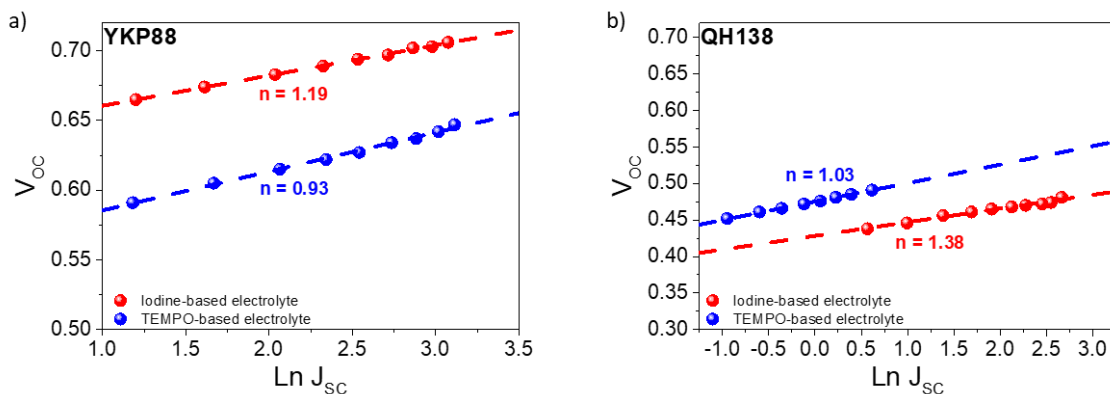 a)
YKP88
0.70
0.65
0.60
0.55
0.50
V_OC
n = 1.19
n = 0.93
Iodine-based electrolyte
TEMPO-based electrolyte
1.0 1.5 2.0 2.5 3.0 3.5
Ln J_SC
b)
QH138
0.70
0.65
0.60
0.55
0.50
0.45
0.40
0.35
0.30
V_OC
n = 1.03
n = 1.38
Iodine-based electrolyte
TEMPO-based electrolyte
-1.0 -0.5 0.0 0.5 1.0 1.5 2.0 2.5 3.0
Ln J_SC